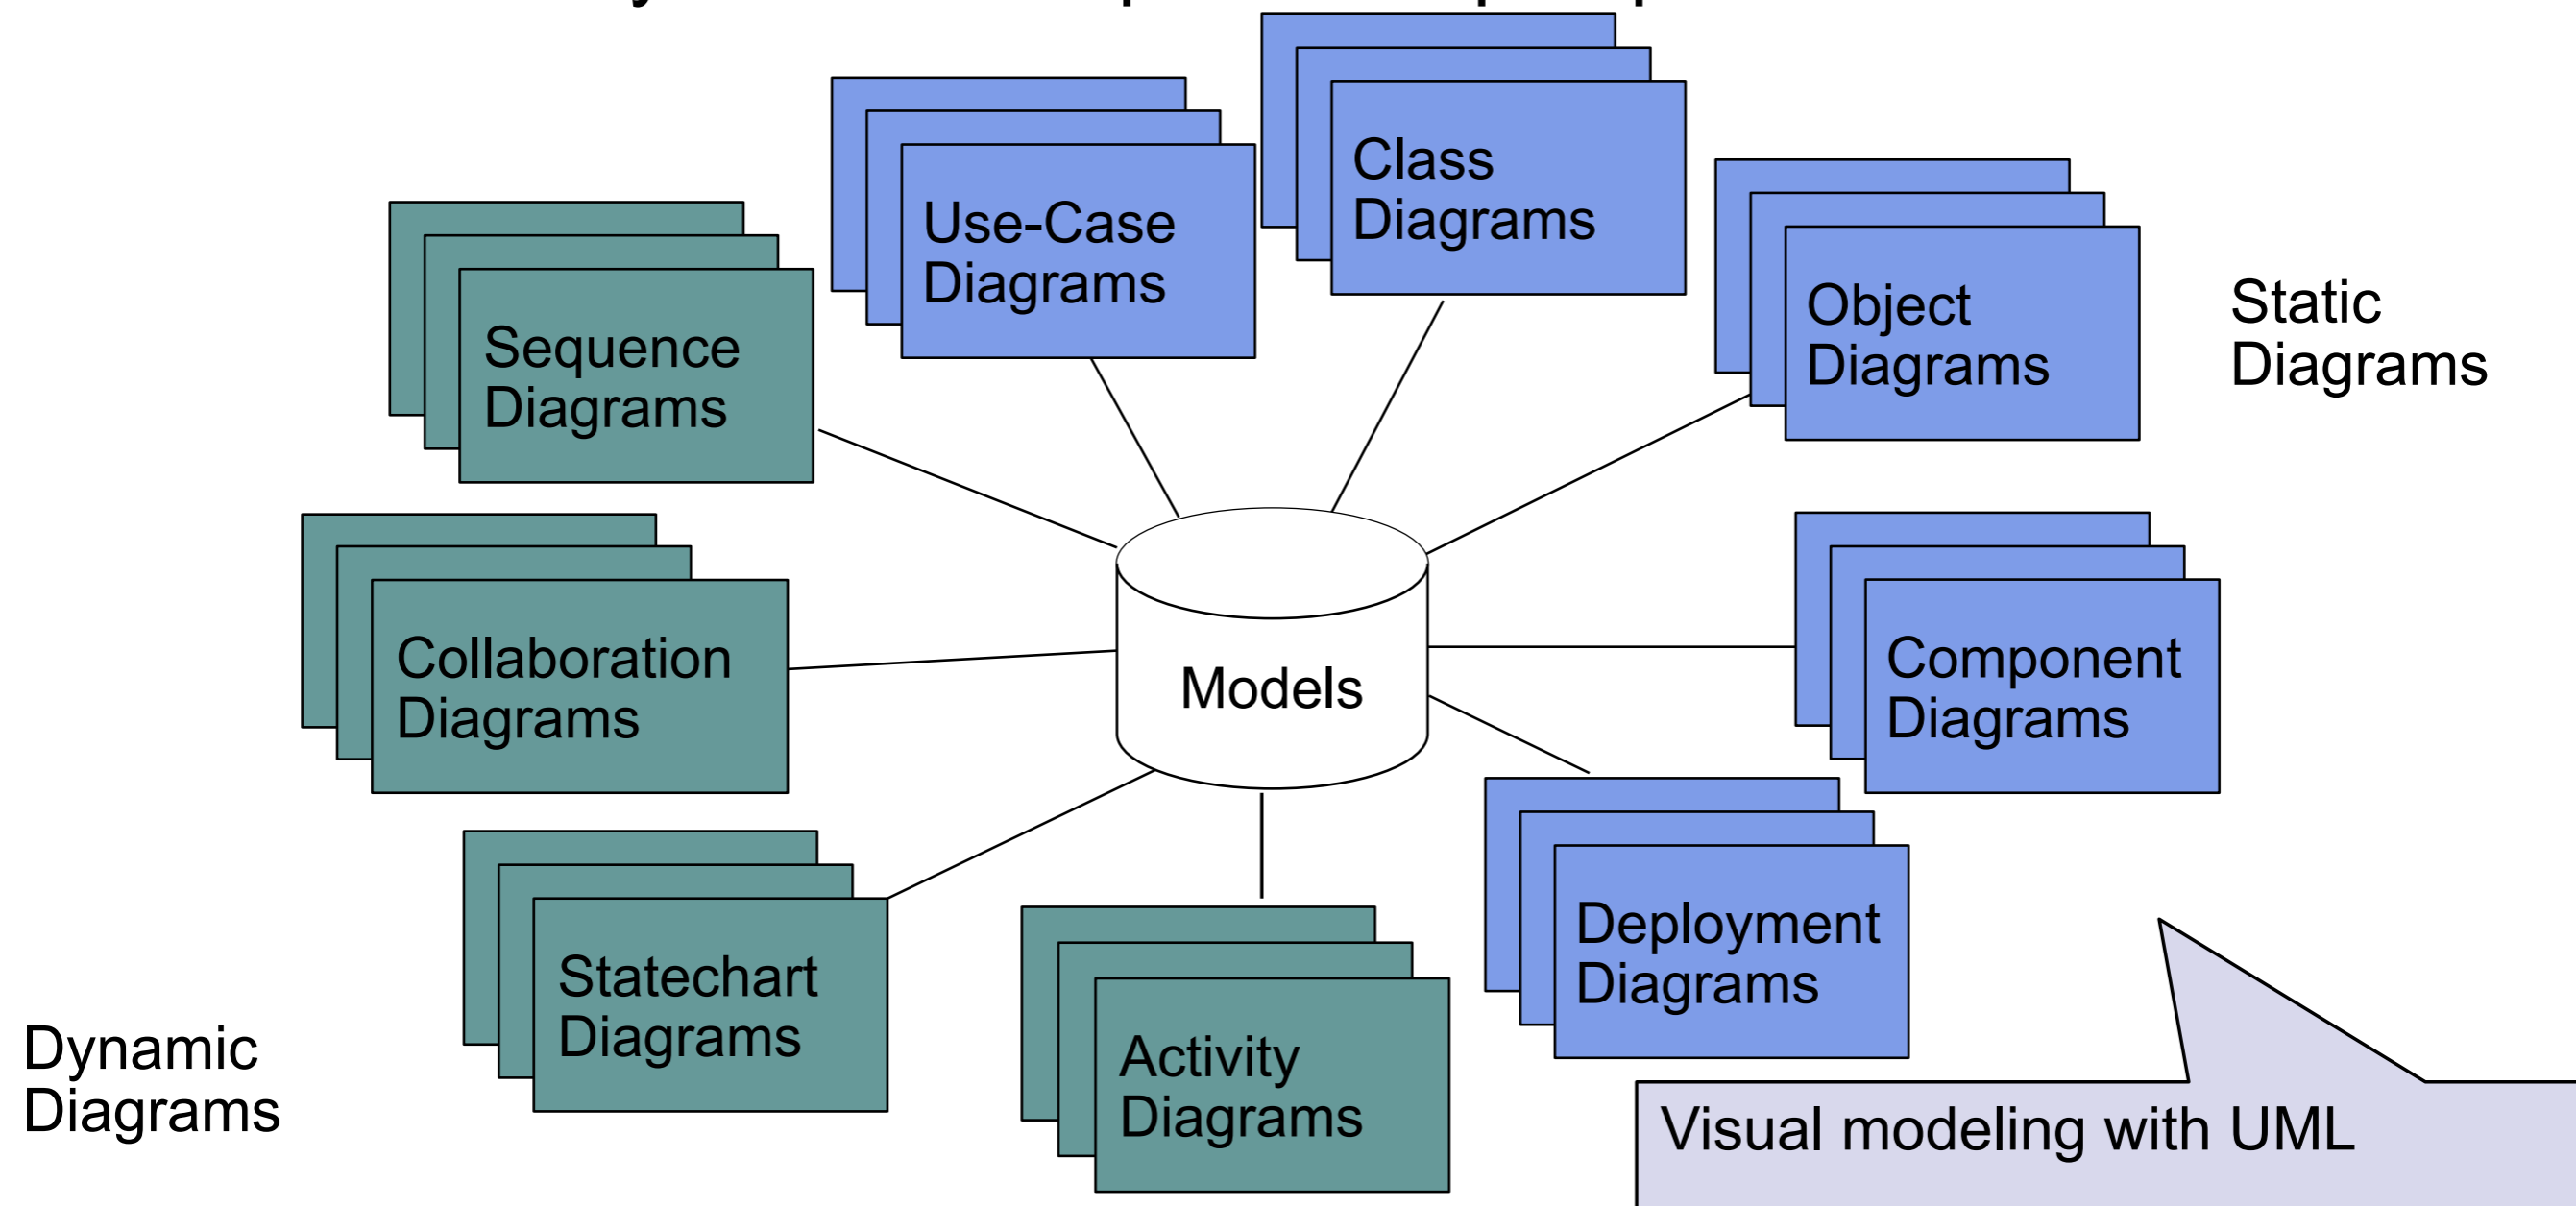 Use-Case
Diagrams
Class
Diagrams
Object
Diagrams
Static
Diagrams
Sequence
Diagrams
Collaboration
Diagrams
Models
Component
Diagrams
Dynamic
Diagrams
Statechart
Diagrams
Activity
Diagrams
Deployment
Diagrams
Visual modeling with UML